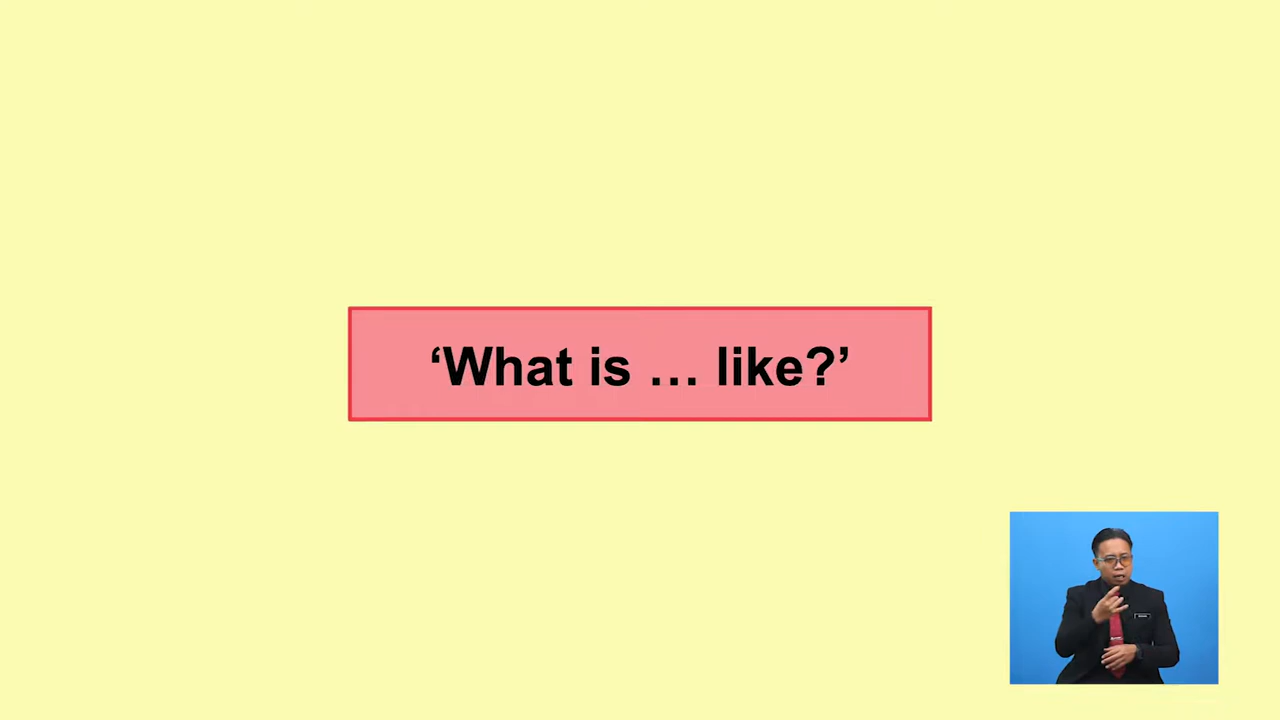 ‘What is … like?’